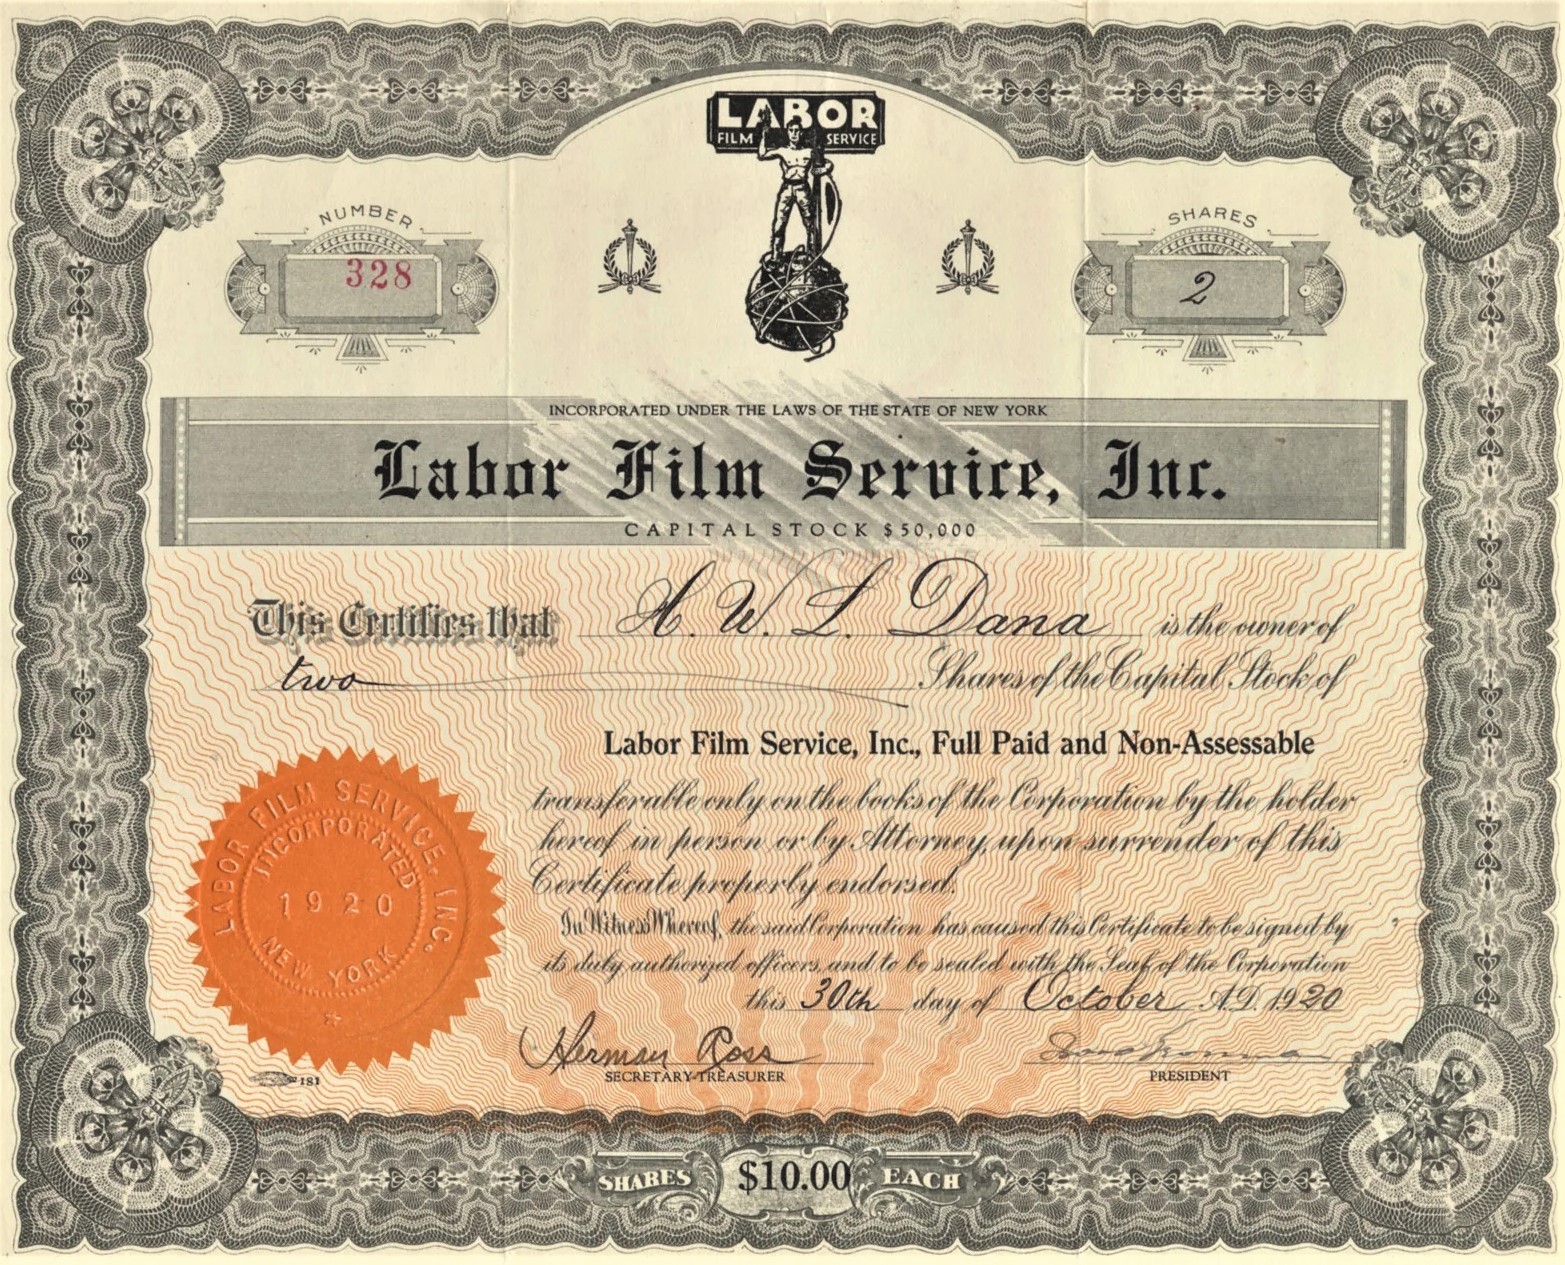 LABOR
FILM SERVICE
NUMBER
328
SHARES
2
INCORPORATED UNDER THE LAWS OF THE STATE OF NEW YORK
Labor Film Service, Inc.
CAPITAL STOCK $50,000
This Certifies that H. W. L. Dana is the owner of
two Shares of the Capital Stock of
Labor Film Service, Inc., Full Paid and Non-Assessable
transferable only on the books of the Corporation by the holder
hereof in person or by Attorney, upon surrender of this
Certificate properly endorsed.
In Witness Whereof, the said Corporation has caused this Certificate to be signed by
its duly authorized officers, and to be sealed with the Seal of the Corporation
this 30th day of October A.D. 1920
Herman Ross
SECRETARY-TREASURER
PRESIDENT
LABOR FILM SERVICE, INC.
INCORPORATED
1920
NEW YORK
181
SHARES $10.00 EACH